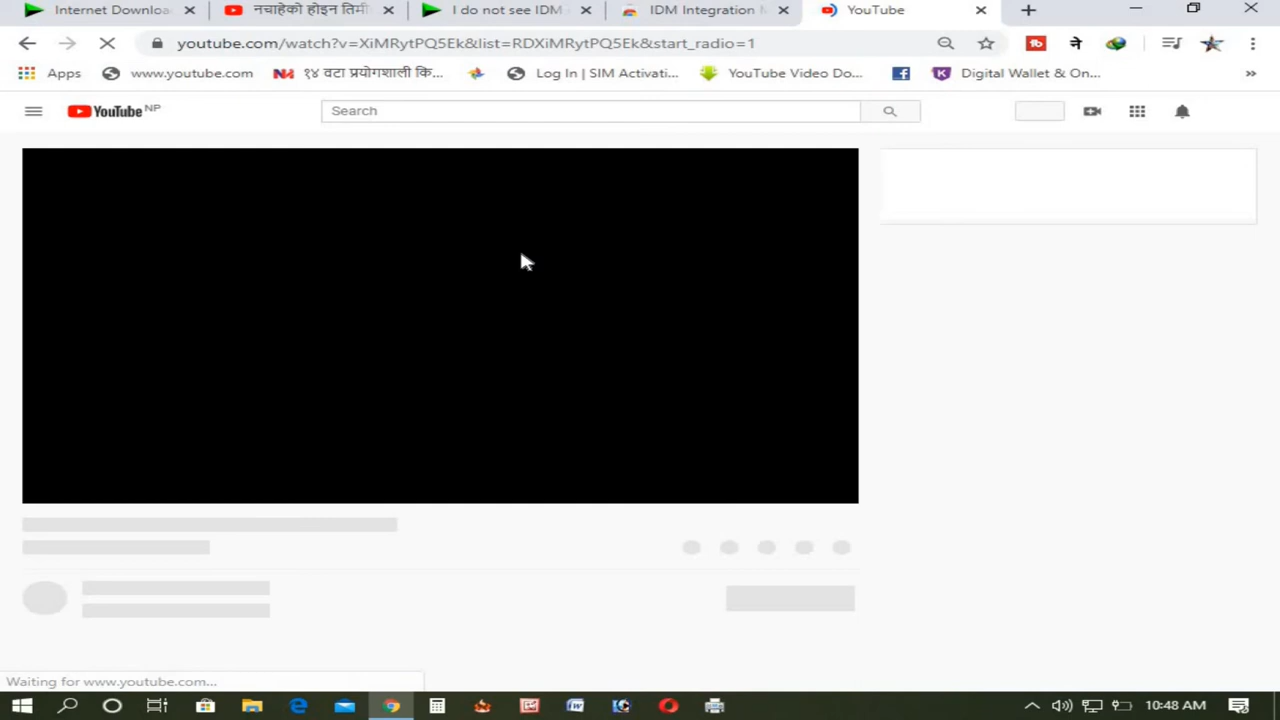 Internet Downloa
नचाहेको होइन तिमी
I do not see IDM
IDM Integration M
YouTube
youtube.com/watch?v=XiMRytPQ5Ek&list=RDXiMRytPQ5Ek&start_radio=1
ने
Apps
www.youtube.com
१४ वटा प्रयोगशाली कि...
Log In | SIM Activati...
YouTube Video Do...
Digital Wallet & On...
YouTube NP
Search
Waiting for www.youtube.com...
10:48 AM